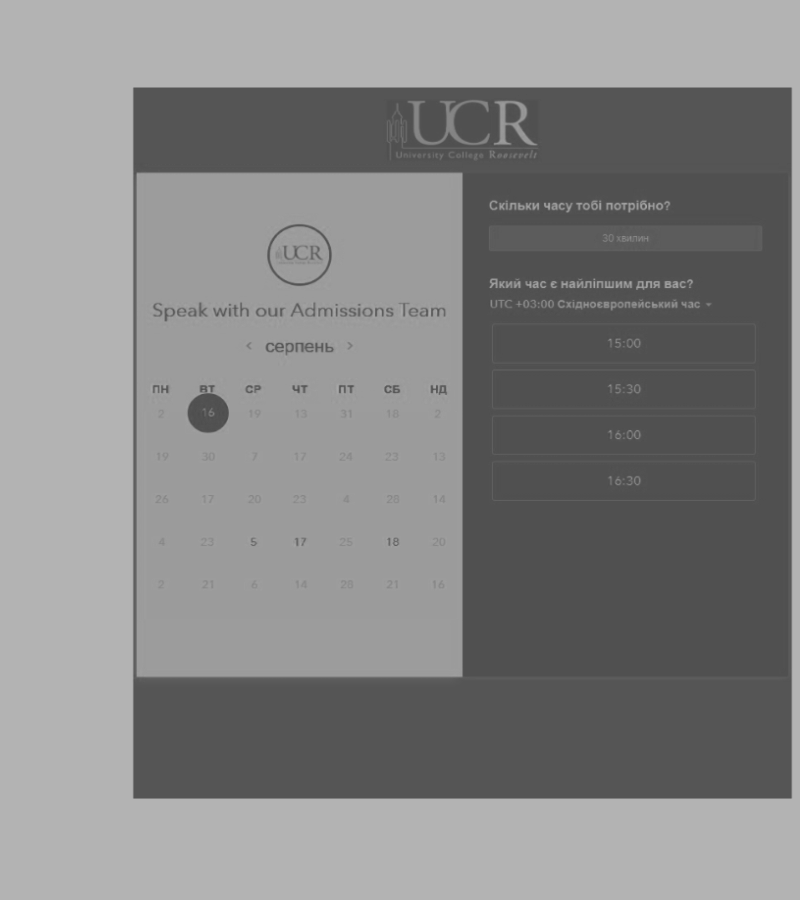 UCR
University College Roosevelt
UCR
Speak with our Admissions Team
< серпень >
ПН ВТ СР ЧТ ПТ СБ НД
2 16 19 13 31 18 2
19 30 7 17 24 23 13
26 17 20 23 4 28 14
4 23 5 17 25 18 20
2 21 6 14 28 21 16
Скільки часу тобі потрібно?
30 хвилин
Який час є найліпшим для вас?
UTC +03:00 Східноєвропейський час
15:00
15:30
16:00
16:30